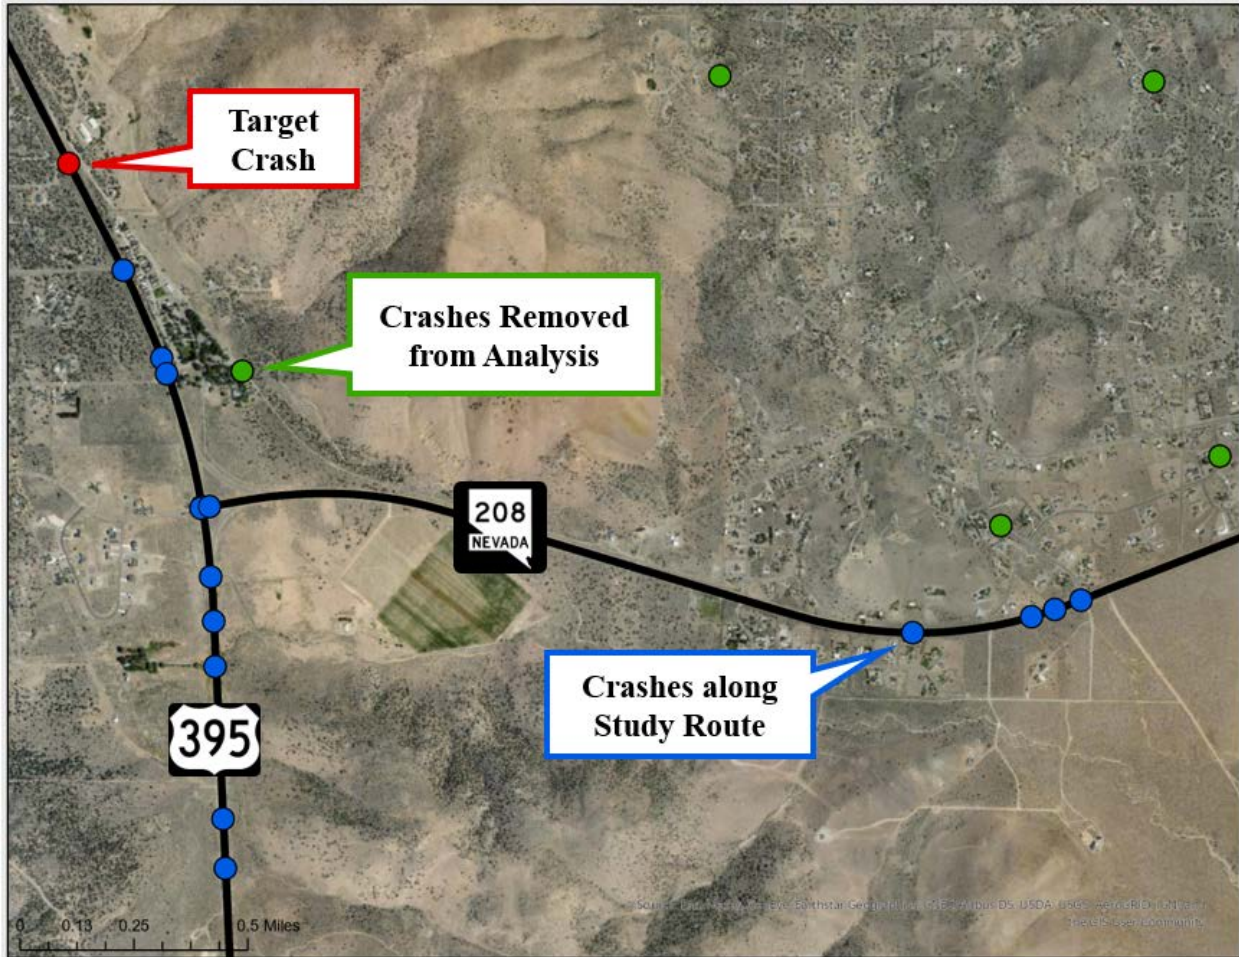 Target
Crash
Crashes Removed
from Analysis
208
NEVADA
Crashes along
Study Route
395
0 0.13 0.25 0.5 Miles